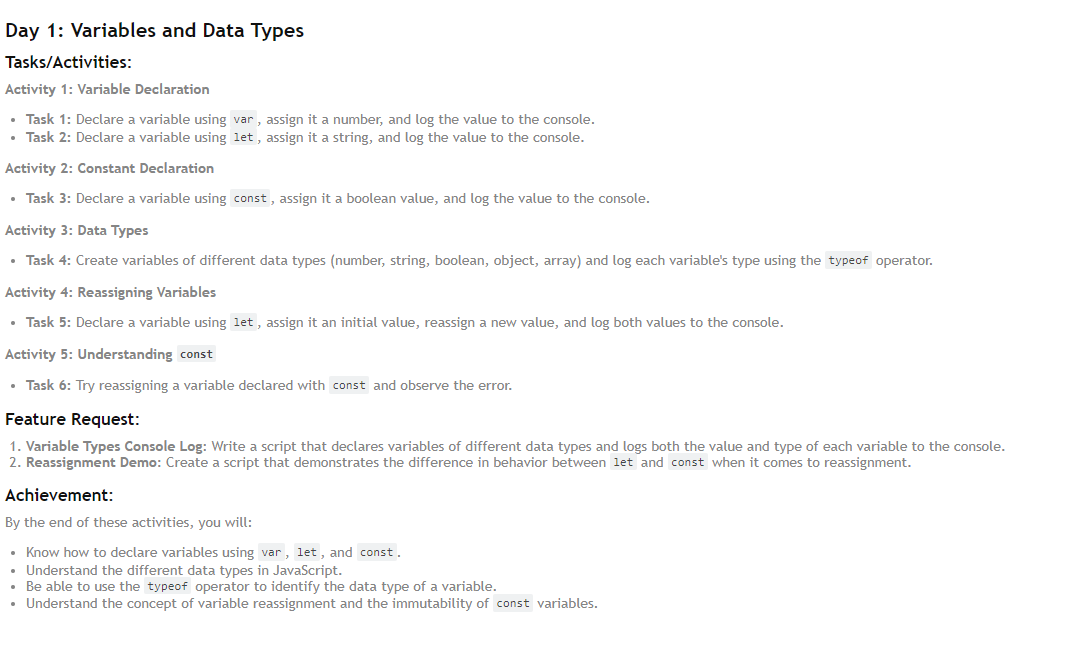 Day 1: Variables and Data Types
Tasks/Activities:
Activity 1: Variable Declaration
• Task 1: Declare a variable using var, assign it a number, and log the value to the console.
• Task 2: Declare a variable using let, assign it a string, and log the value to the console.
Activity 2: Constant Declaration
• Task 3: Declare a variable using const, assign it a boolean value, and log the value to the console.
Activity 3: Data Types
• Task 4: Create variables of different data types (number, string, boolean, object, array) and log each variable's type using the typeof operator.
Activity 4: Reassigning Variables
• Task 5: Declare a variable using let, assign it an initial value, reassign a new value, and log both values to the console.
Activity 5: Understanding const
• Task 6: Try reassigning a variable declared with const and observe the error.
Feature Request:
1. Variable Types Console Log: Write a script that declares variables of different data types and logs both the value and type of each variable to the console.
2. Reassignment Demo: Create a script that demonstrates the difference in behavior between let and const when it comes to reassignment.
Achievement:
By the end of these activities, you will:
• Know how to declare variables using var, let, and const.
• Understand the different data types in JavaScript.
• Be able to use the typeof operator to identify the data type of a variable.
• Understand the concept of variable reassignment and the immutability of const variables.